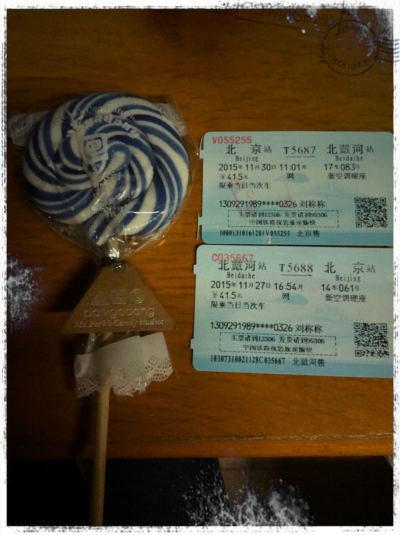 papabubble
parkgodang
Mr. Park's Candy studios
V055255
北京站 T5687 北戴河站
Beijing Beidaihe
2015年11月30日11:01开 17车083号
￥41.5元 网 新空调硬座
限乘当日当次车
1309291989****0326 刘称称
买票请到12306 发货请到95306
中国铁路祝您旅途愉快
10001310161201V055255 北京售
C035667
北戴河站 T5688 北京站
Beidaihe Beijing
2015年11月27日16:54开 14车061号
￥41.5元 网 新空调硬座
限乘当日当次车
1309291989****0326 刘称称
买票请到12306 发货请到95306
中国铁路祝您旅途愉快
10307310021128C035667 北戴河售